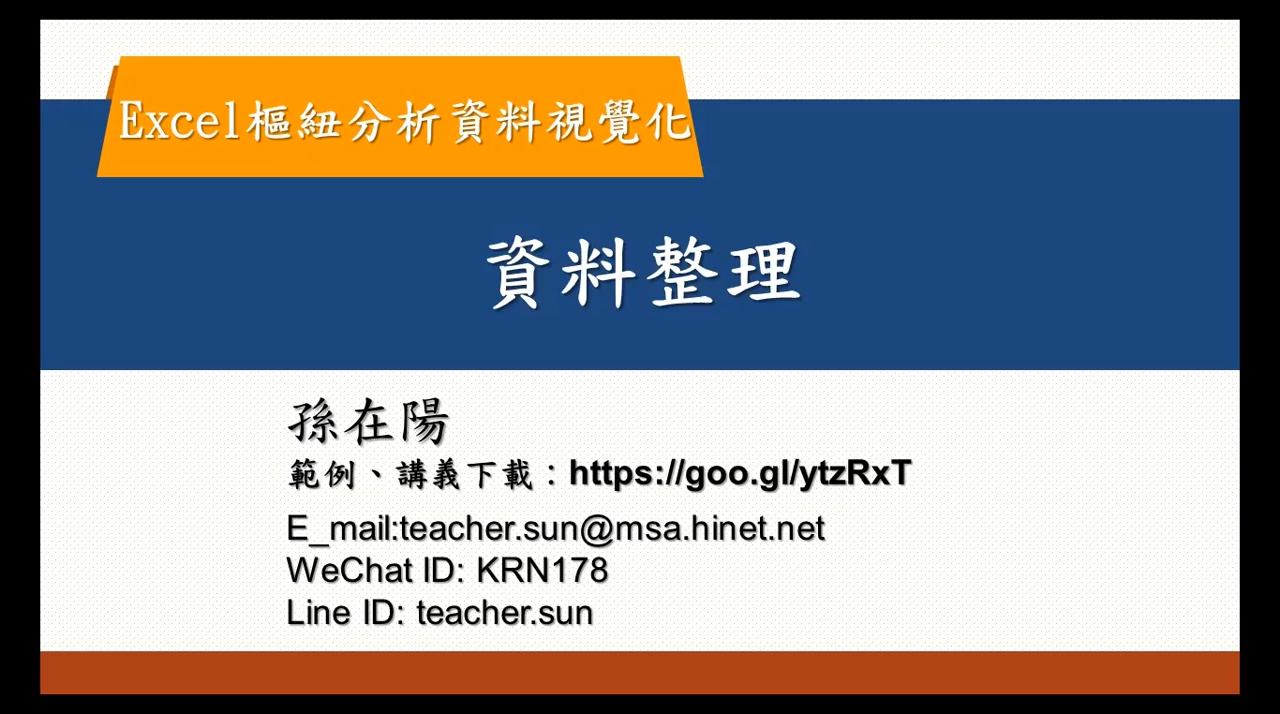 Excel樞紐分析資料視覺化
資料整理
孫在陽
範例、講義下載：https://goo.gl/ytzRxT
E_mail:teacher.sun@msa.hinet.net
WeChat ID: KRN178
Line ID: teacher.sun